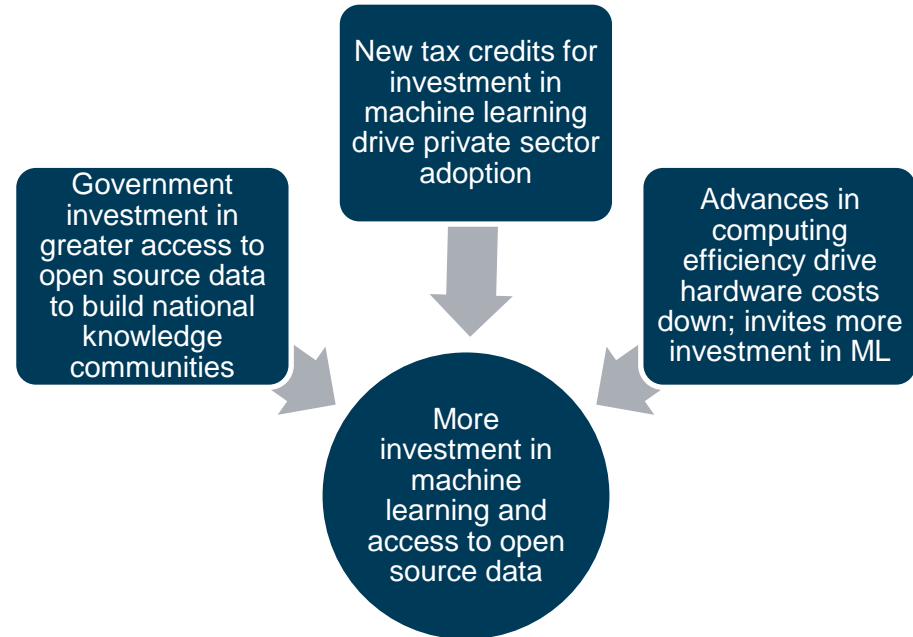 New tax credits for
investment in
machine learning
drive private sector
adoption
Government
investment in
greater access to
open source data
to build national
knowledge
communities
Advances in
computing
efficiency drive
hardware costs
down; invites more
investment in ML
More
investment in
machine
learning and
access to open
source data